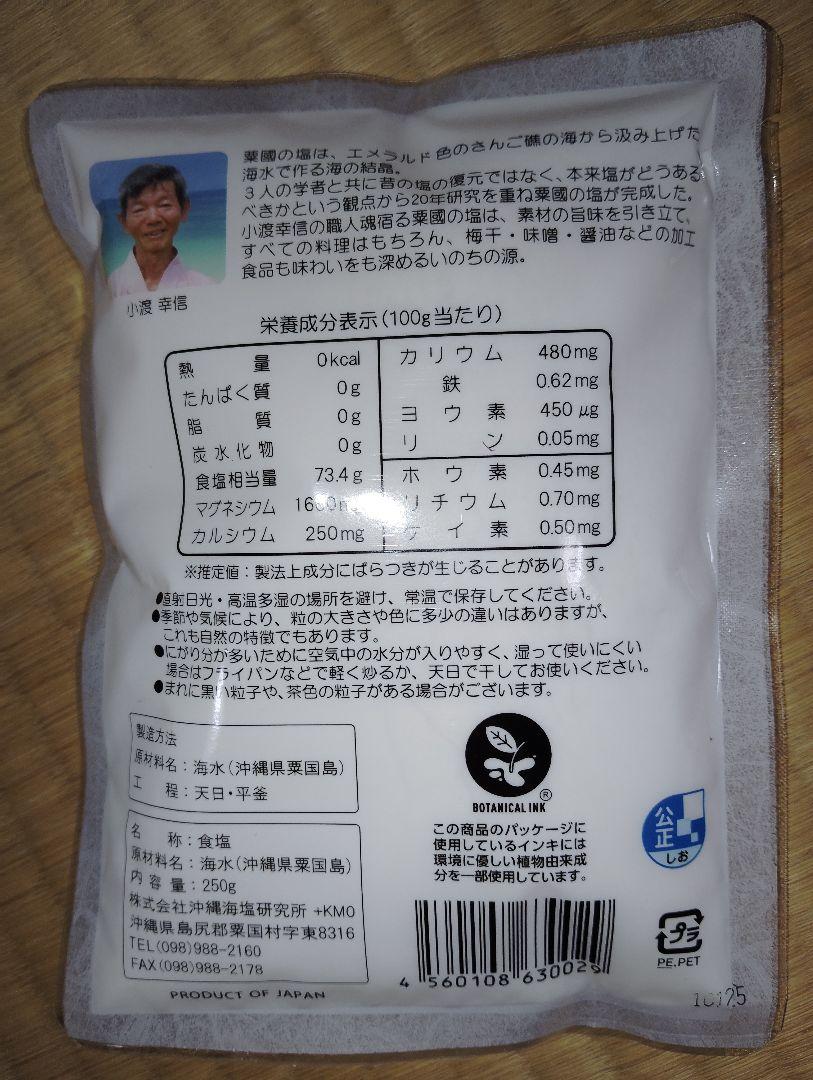 粟國の塩は、エメラルド色のさんご礁の海から汲み上げた
海水で作る海の結晶。
3人の学者と共に昔の塩の復元ではなく、本来塩がどうある
べきかという観点から20年研究を重ね粟國の塩が完成した。
小渡幸信の職人魂宿る粟國の塩は、素材の旨味を引き立て、
すべての料理はもちろん、梅干・味噌・醤油などの加工
食品も味わいをも深めるいのちの源。
小渡 幸信
栄養成分表示(100g当たり)
熱量 0kcal
たんぱく質 0g
脂質 0g
炭水化物 0g
食塩相当量 73.4g
マグネシウム
カルシウム 250mg
カリウム 480mg
鉄 0.62mg
ヨウ素 450μg
リン 0.05mg
ホウ素 0.45mg
リチウム 0.70mg
ケイ素 0.50mg
※推定値:製法上成分にばらつきが生じることがあります。
●直射日光・高温多湿の場所を避け、常温で保存してください。
●季節や気候により、粒の大きさや色に多少の違いはありますが、
これも自然の特徴でもあります。
●にがり分が多いために空気中の水分が入りやすく、湿って使いにくい
場合はフライパンなどで軽く炒るか、天日で干してお使いください。
●まれに黒い粒子や、茶色の粒子がある場合がございます。
製造方法
原材料名:海水(沖縄県粟国島)
工程:天日・平釜
名称:食塩
原材料名:海水(沖縄県粟国島)
内容量:250g
株式会社沖縄海塩研究所 +KM0
沖縄県島尻郡粟国村字東8316
TEL(098)988-2160
FAX(098)988-2178
PRODUCT OF JAPAN
BOTANICAL INK®
この商品のパッケージに
使用しているインキには
環境に優しい植物由来成
分を一部使用しています。
公正
しお
4 560108 630028
プラ
PE,PET